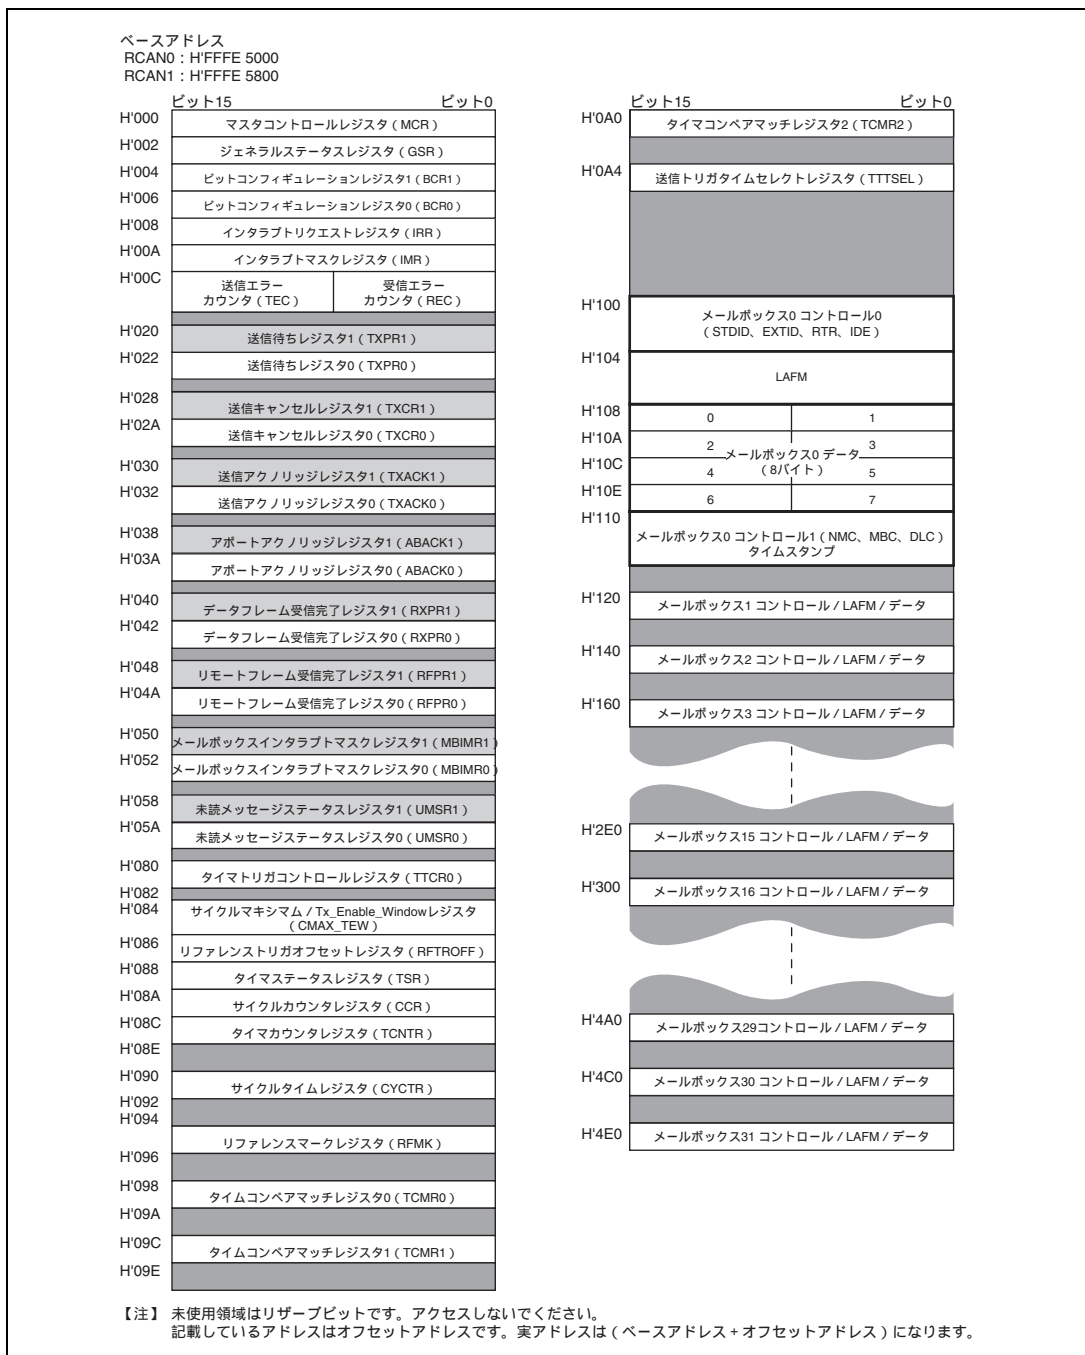 ベースアドレス
RCAN0：H'FFFE 5000
RCAN1：H'FFFE 5800
ビット15 ビット0
H'000 マスタコントロールレジスタ（MCR）
H'002 ジェネラルステータスレジスタ（GSR）
H'004 ビットコンフィギュレーションレジスタ1（BCR1）
H'006 ビットコンフィギュレーションレジスタ0（BCR0）
H'008 インタラプトリクエストレジスタ（IRR）
H'00A インタラプトマスクレジスタ（IMR）
H'00C 送信エラー 受信エラー
カウンタ（TEC） カウンタ（REC）
H'020 送信待ちレジスタ1（TXPR1）
H'022 送信待ちレジスタ0（TXPR0）
H'028 送信キャンセルレジスタ1（TXCR1）
H'02A 送信キャンセルレジスタ0（TXCR0）
H'030 送信アクノリッジレジスタ1（TXACK1）
H'032 送信アクノリッジレジスタ0（TXACK0）
H'038 アボートアクノリッジレジスタ1（ABACK1）
H'03A アボートアクノリッジレジスタ0（ABACK0）
H'040 データフレーム受信完了レジスタ1（RXPR1）
H'042 データフレーム受信完了レジスタ0（RXPR0）
H'048 リモートフレーム受信完了レジスタ1（RFPR1）
H'04A リモートフレーム受信完了レジスタ0（RFPR0）
H'050 メールボックスインタラプトマスクレジスタ1（MBIMR1）
H'052 メールボックスインタラプトマスクレジスタ0（MBIMR0）
H'058 未読メッセージステータスレジスタ1（UMSR1）
H'05A 未読メッセージステータスレジスタ0（UMSR0）
H'080 タイマトリガコントロールレジスタ（TTCR0）
H'082
H'084 サイクルマキシマム / Tx_Enable_Windowレジスタ
（CMAX_TEW）
H'086 リファレンストリガオフセットレジスタ（RFTROFF）
H'088 タイマステータスレジスタ（TSR）
H'08A サイクルカウンタレジスタ（CCR）
H'08C タイマカウンタレジスタ（TCNTR）
H'08E
H'090 サイクルタイムレジスタ（CYCTR）
H'092
H'094
リファレンスマークレジスタ（RFMK）
H'096
H'098 タイムコンペアマッチレジスタ0（TCMR0）
H'09A
H'09C タイムコンペアマッチレジスタ1（TCMR1）
H'09E
ビット15 ビット0
H'0A0 タイマコンペアマッチレジスタ2（TCMR2）
H'0A4 送信トリガタイムセレクトレジスタ（TTTSEL）
H'100 メールボックス0 コントロール0
（STDID、EXTID、RTR、IDE）
H'104 LAFM
H'108 0 1
H'10A 2 3
メールボックス0 データ
（8バイト）
H'10C 4 5
H'10E 6 7
H'110 メールボックス0 コントロール1（NMC、MBC、DLC）
タイムスタンプ
H'120 メールボックス1 コントロール / LAFM / データ
H'140 メールボックス2 コントロール / LAFM / データ
H'160 メールボックス3 コントロール / LAFM / データ
H'2E0 メールボックス15 コントロール / LAFM / データ
H'300 メールボックス16 コントロール / LAFM / データ
H'4A0 メールボックス29コントロール / LAFM / データ
H'4C0 メールボックス30 コントロール / LAFM / データ
H'4E0 メールボックス31 コントロール / LAFM / データ
【注】 未使用領域はリザーブビットです。アクセスしないでください。
記載しているアドレスはオフセットアドレスです。実アドレスは（ベースアドレス + オフセットアドレス）になります。